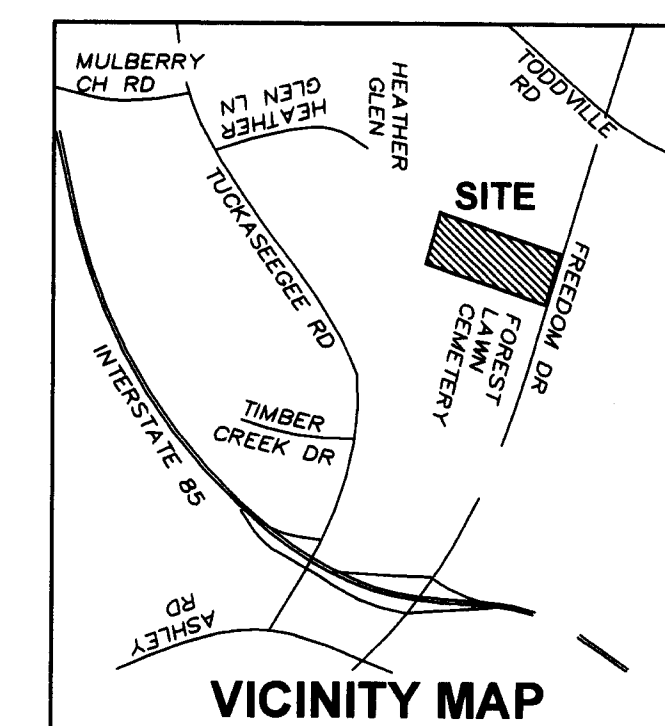 MULBERRY
CH RD
HEATHER
GLEN LN
HEATHER
GLEN
TODDVILLE
RD
SITE
TUCKASEEGEE RD
FREEDOM DR
FOREST
LAWN
CEMETERY
INTERSTATE 85
TIMBER
CREEK DR
ASHLEY
RD
VICINITY MAP